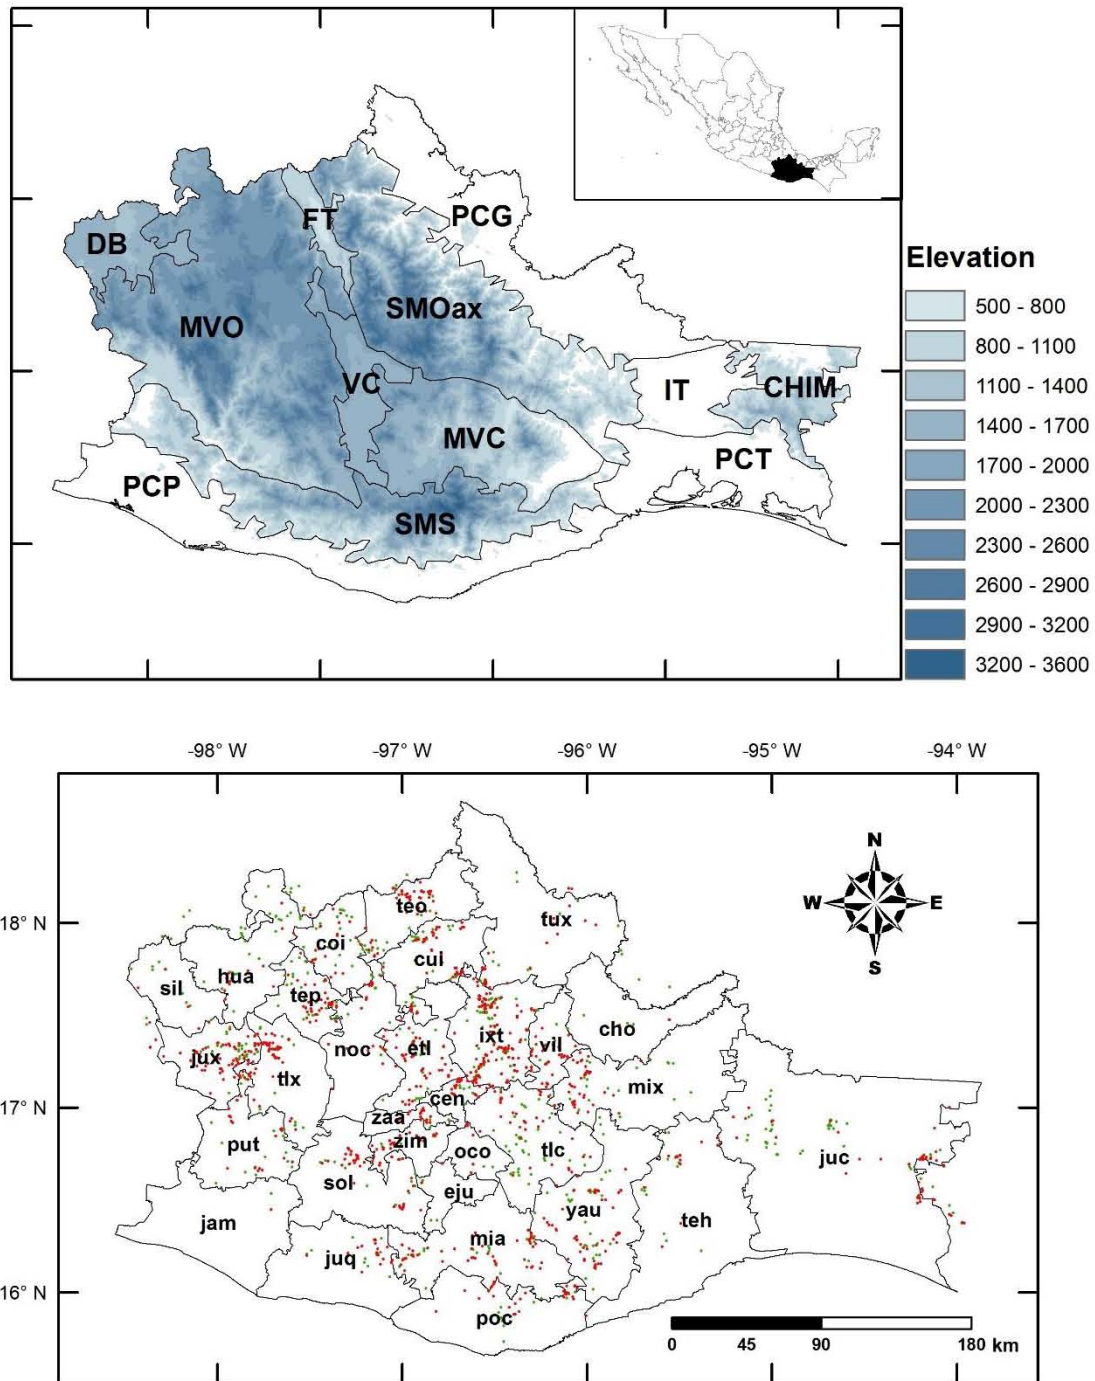 PCG
FT
DB
SMOax
MVO
IT
CHIM
VC
MVC
PCT
PCP
SMS
Elevation
500 - 800
800 - 1100
1100 - 1400
1400 - 1700
1700 - 2000
2000 - 2300
2300 - 2600
2600 - 2900
2900 - 3200
3200 - 3600
-98° W -97° W -96° W -95° W -94° W
N
W E
S
18° N
17° N
16° N
teo
tux
coi
cui
hua
sil
tep
cho
ixt
vil
noc
etl
jux
tlx
mix
cen
zaa
zim
put
oco
tlc
juc
sol
eju
yau
teh
jam
mia
juq
poc
0 45 90 180 km